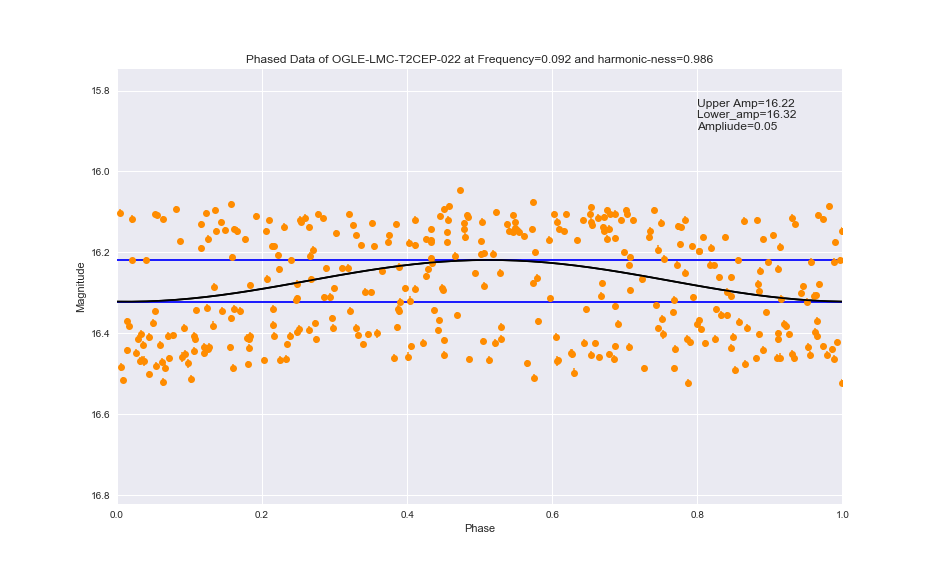 Phased Data of OGLE-LMC-T2CEP-022 at Frequency=0.092 and harmonic-ness=0.986
Upper Amp=16.22
Lower_amp=16.32
Ampliude=0.05
15.8
16.0
16.2
16.4
16.6
16.8
Magnitude
0.0 0.2 0.4 0.6 0.8 1.0
Phase